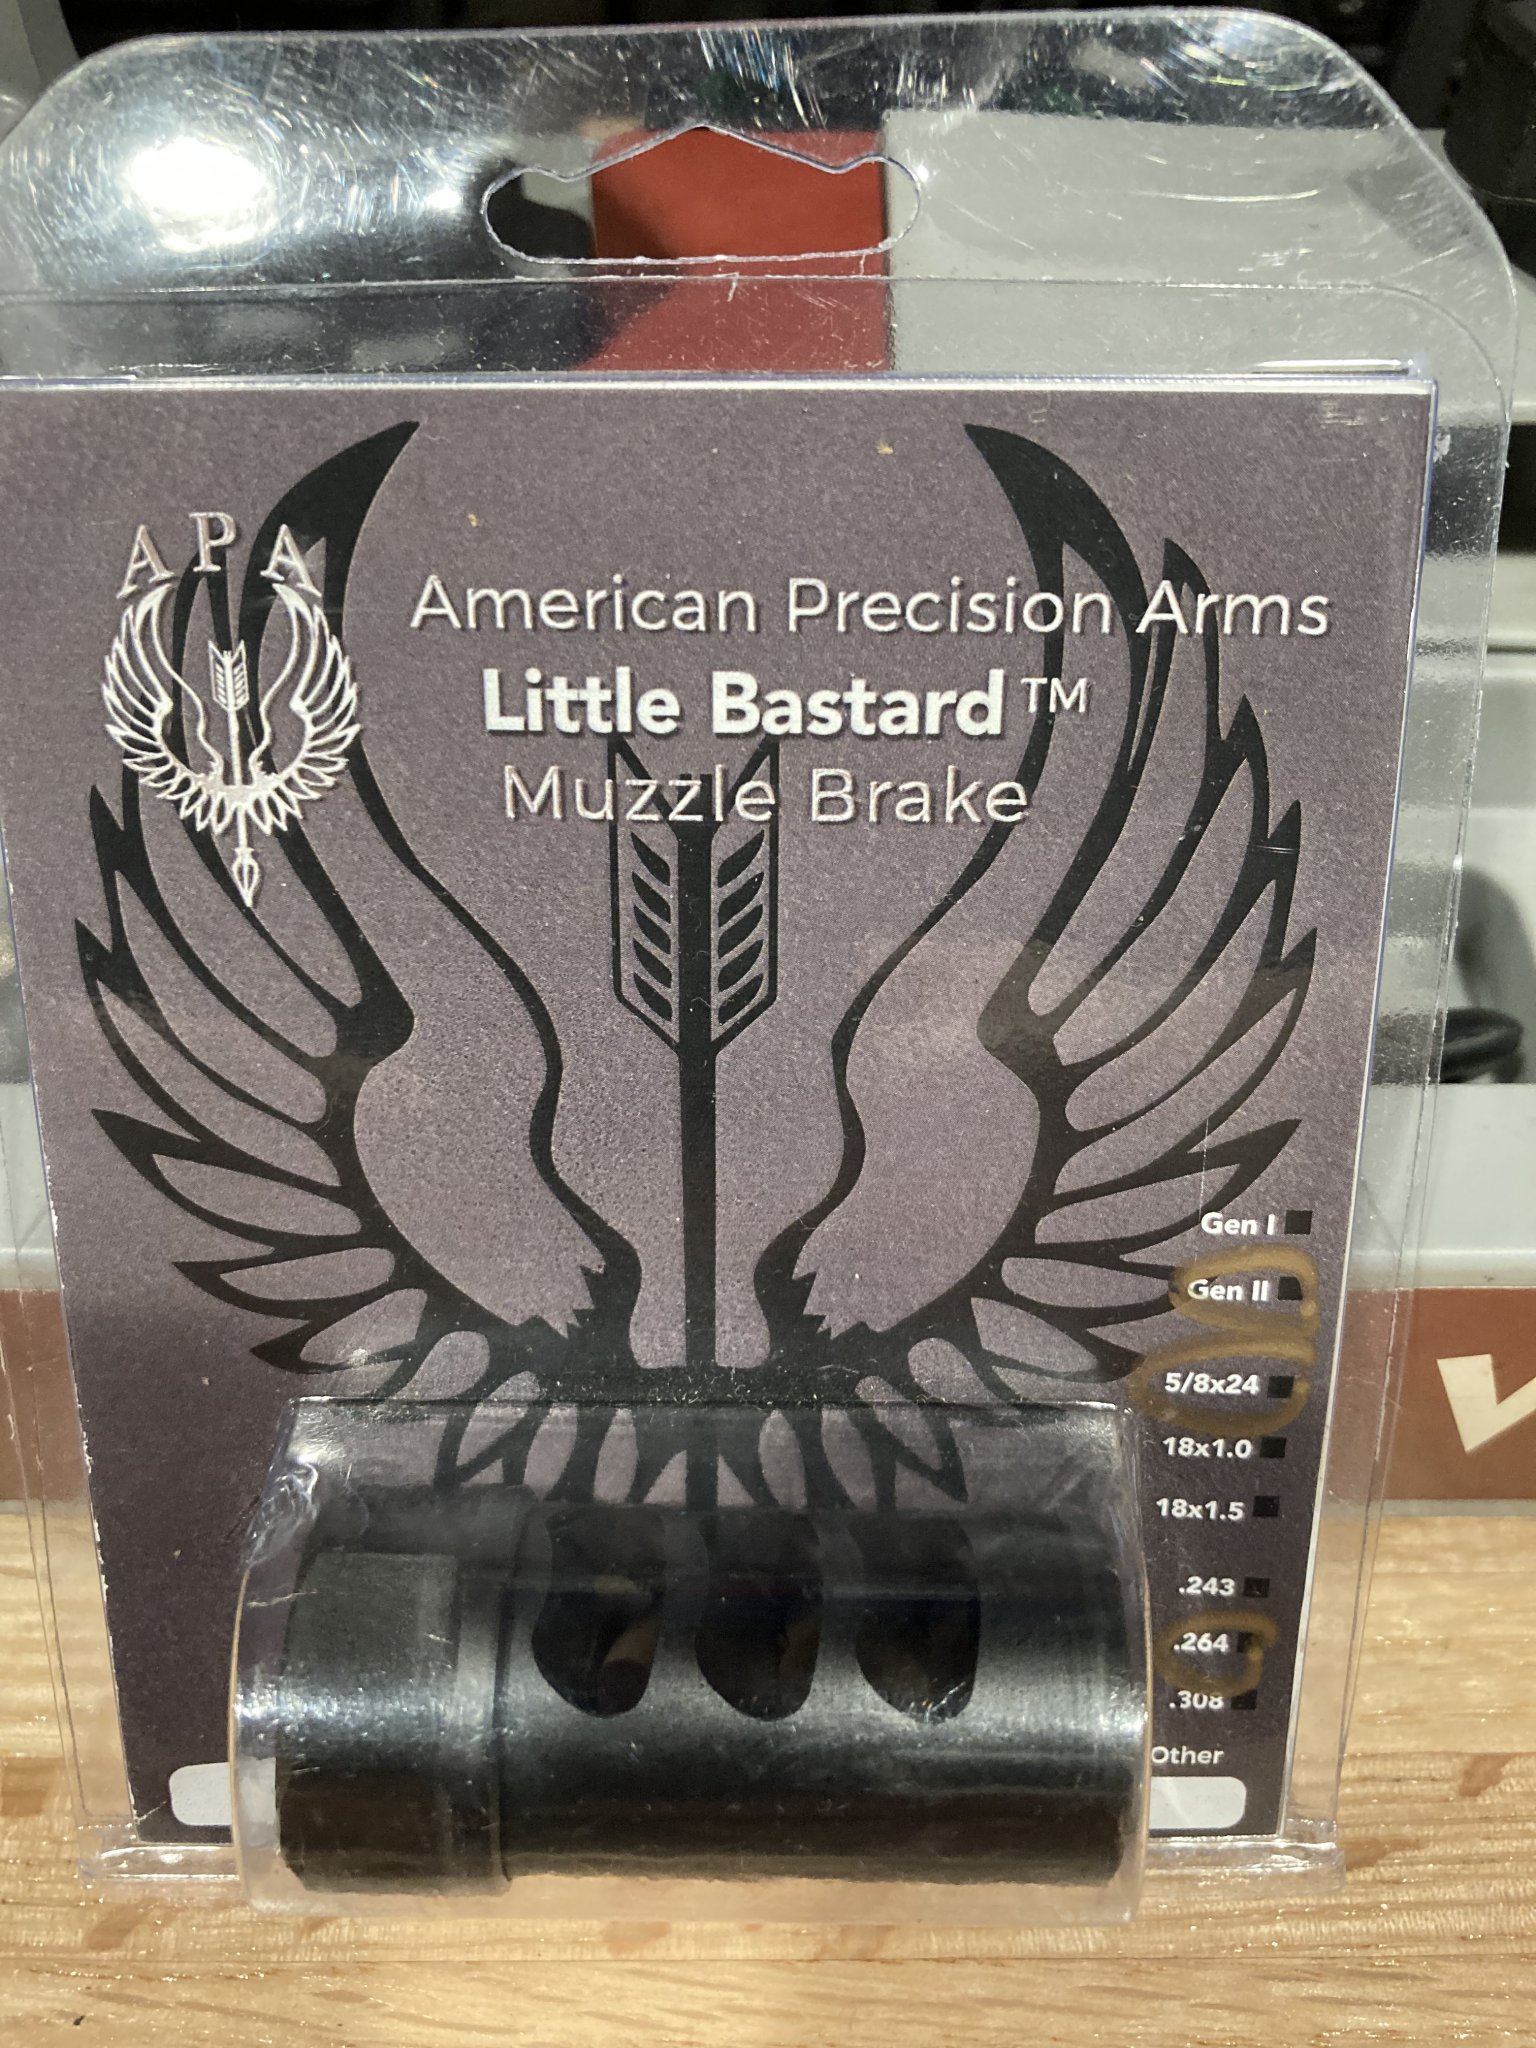 A P A
American Precision Arms
Little Bastard™
Muzzle Brake
Gen I
Gen II
5/8x24
18x1.0
18x1.5
.243
.264
.308
Other